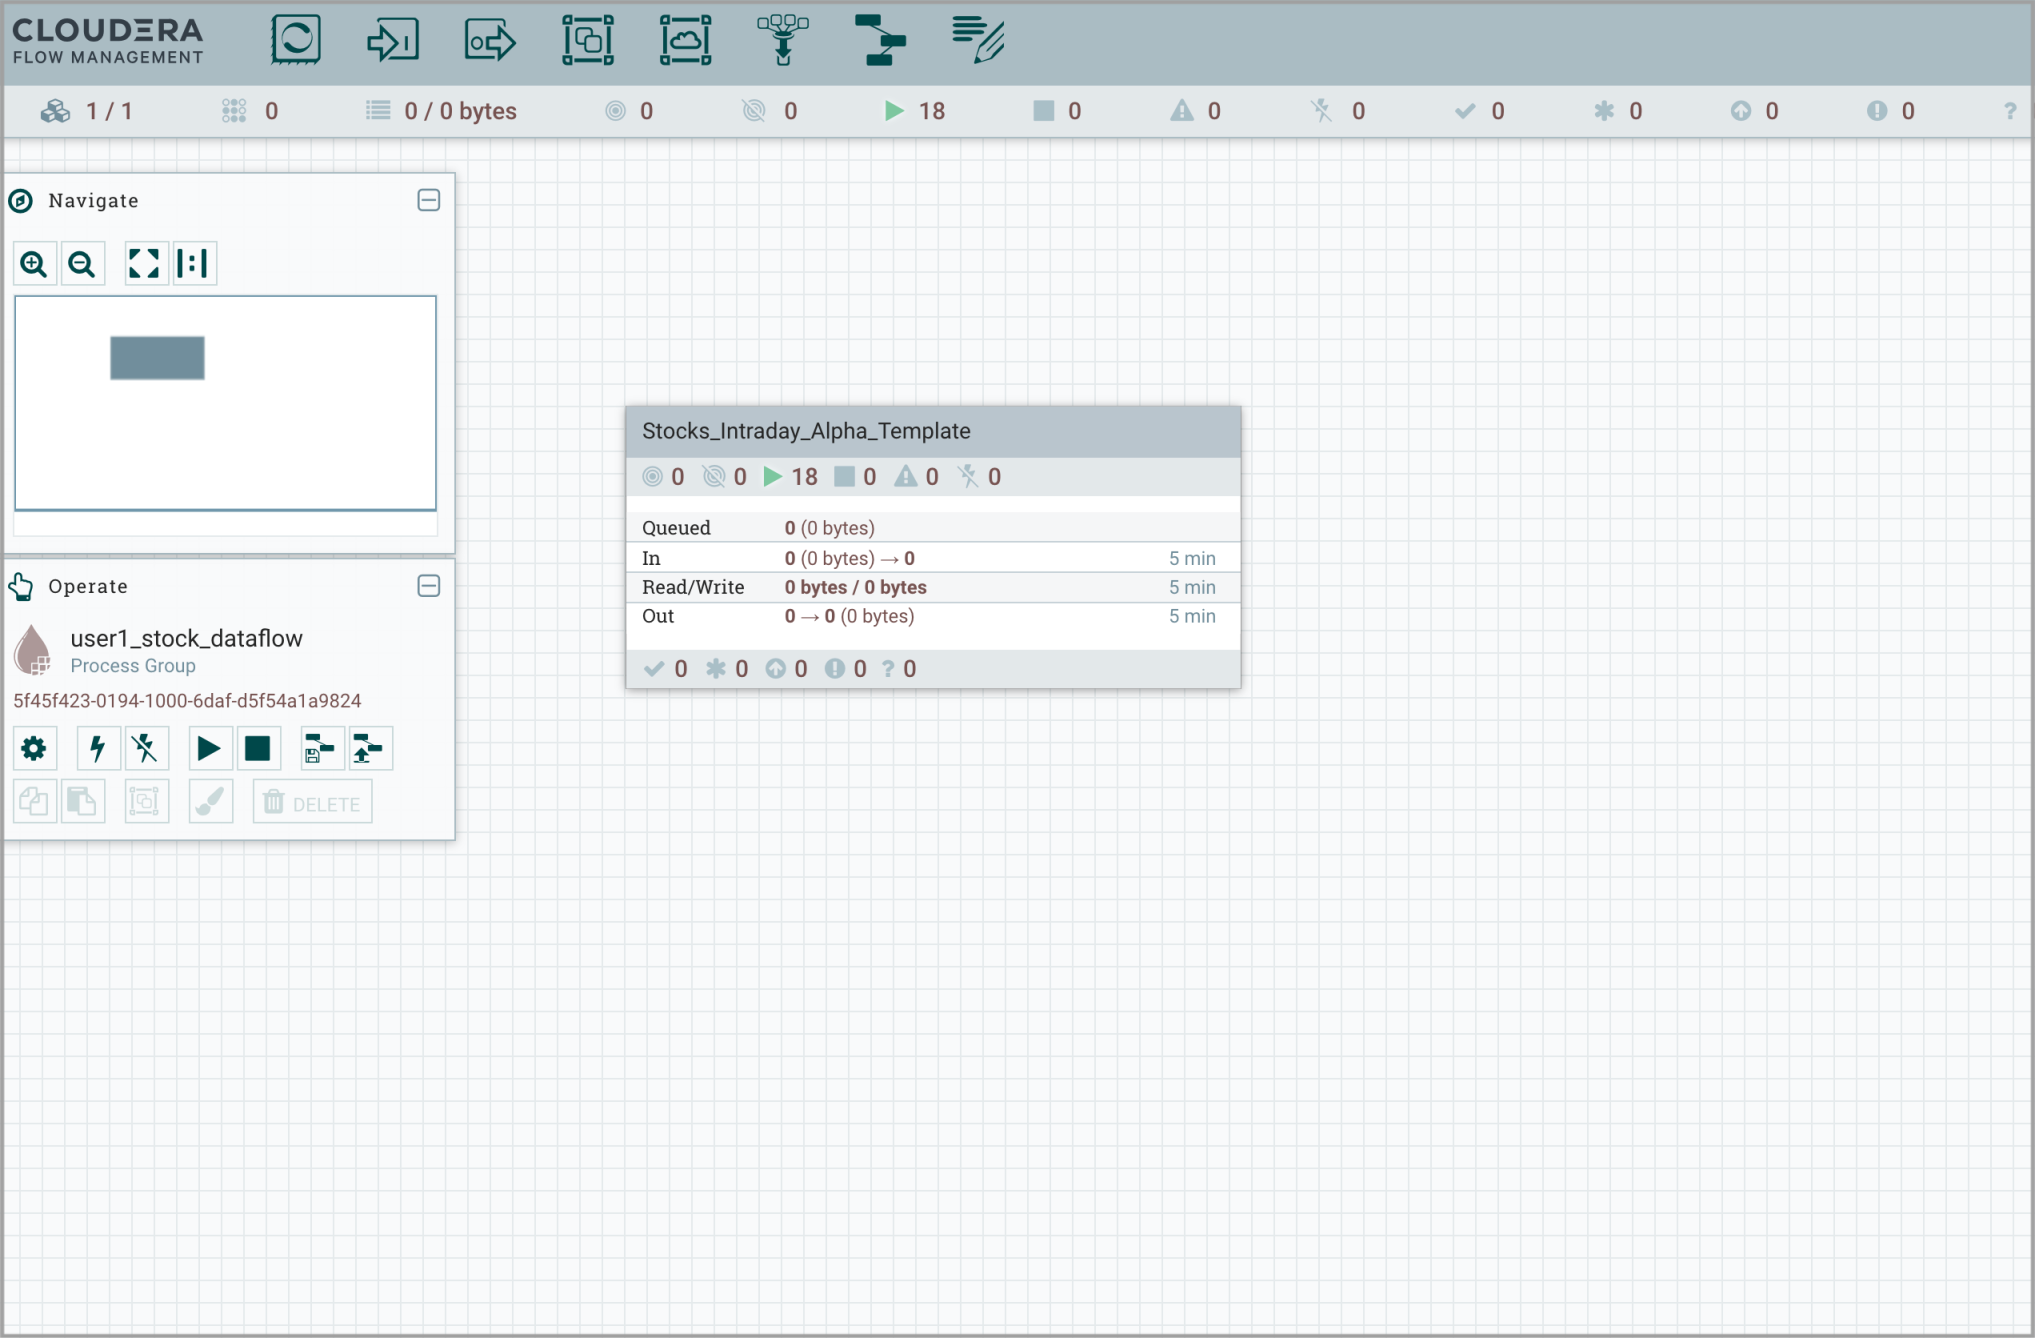 CLOUDERA
FLOW MANAGEMENT
1 / 1 0 0 / 0 bytes 0 0 18 0 0 0 0 0 0 0 ?
Navigate
Operate
user1_stock_dataflow
Process Group
5f45f423-0194-1000-6daf-d5f54a1a9824
DELETE
Stocks_Intraday_Alpha_Template
0 0 18 0 0 0
Queued 0 (0 bytes)
In 0 (0 bytes) → 0 5 min
Read/Write 0 bytes / 0 bytes 5 min
Out 0 → 0 (0 bytes) 5 min
0 0 0 0 ? 0